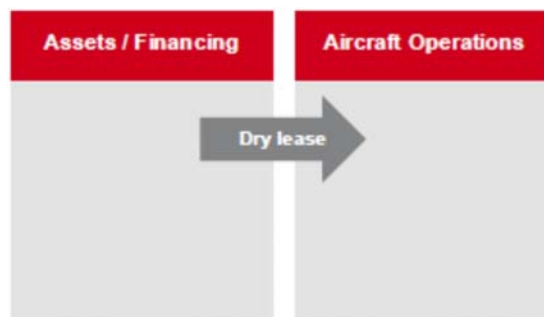 Assets / Financing
Aircraft Operations
Dry lease